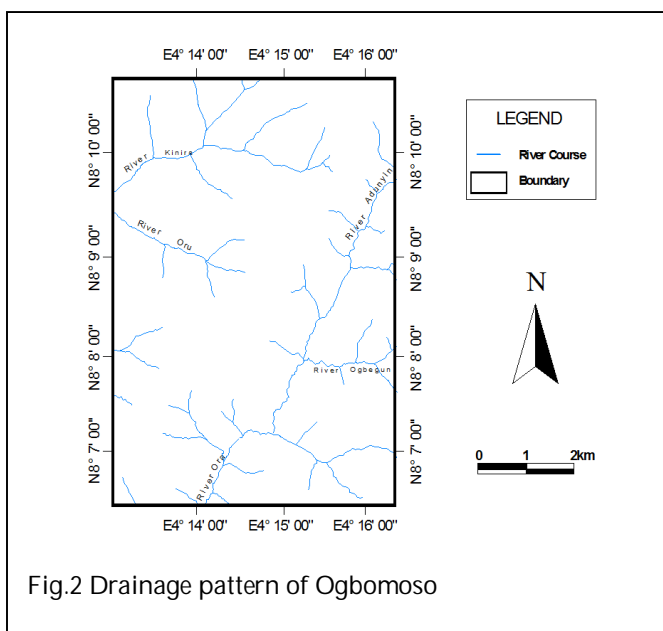 E4° 14' 00" E4° 15' 00" E4° 16' 00"
N8° 10' 00"
N8° 9' 00"
N8° 8' 00"
N8° 7' 00"
River Kinira
River Adunyin
River Oru
River Ogbegun
River Ora
N8° 10' 00"
N8° 9' 00"
N8° 8' 00"
N8° 7' 00"
E4° 14' 00" E4° 15' 00" E4° 16' 00"
LEGEND
River Course
Boundary
N
0 1 2km
Fig.2 Drainage pattern of Ogbomoso